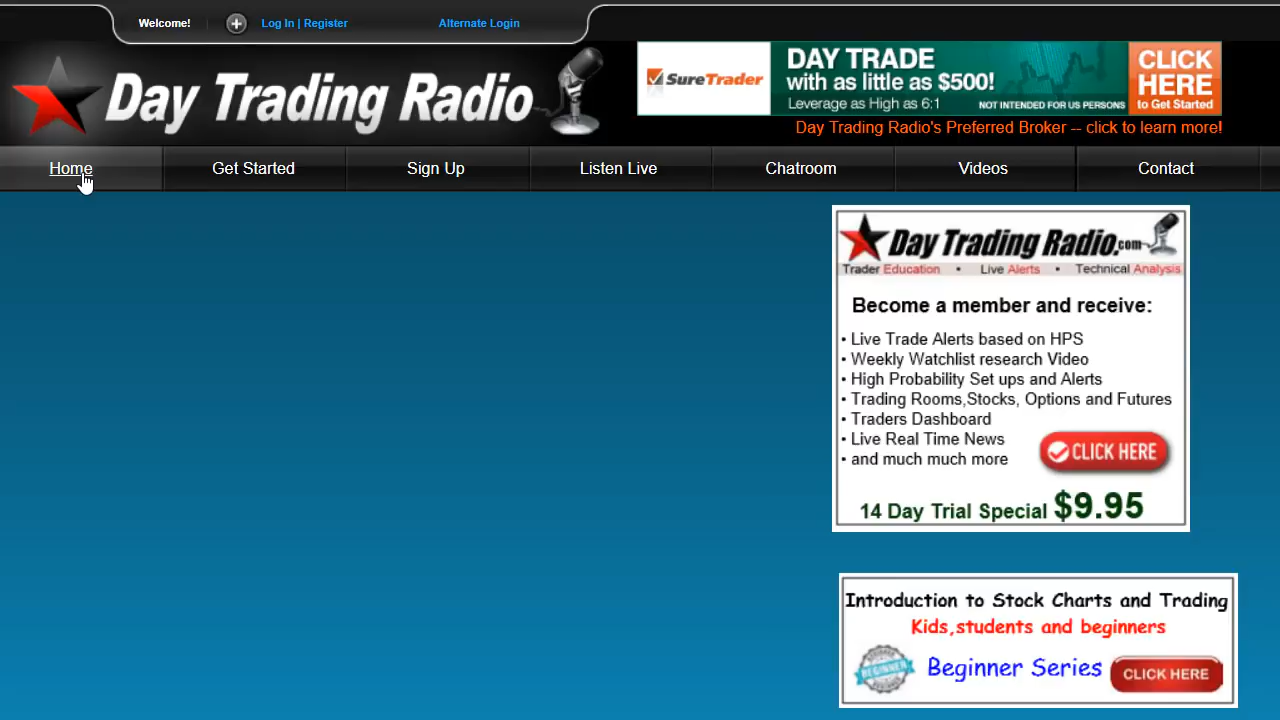 Welcome!
Log In | Register
Alternate Login
Day Trading Radio
SureTrader
DAY TRADE
with as little as $500!
Leverage as High as 6:1
NOT INTENDED FOR US PERSONS
CLICK
HERE
to Get Started
Day Trading Radio's Preferred Broker -- click to learn more!
Home
Get Started
Sign Up
Listen Live
Chatroom
Videos
Contact
Day Trading Radio.com
Trader Education • Live Alerts • Technical Analysis
Become a member and receive:
• Live Trade Alerts based on HPS
• Weekly Watchlist research Video
• High Probability Set ups and Alerts
• Trading Rooms,Stocks, Options and Futures
• Traders Dashboard
• Live Real Time News
• and much much more
CLICK HERE
14 Day Trial Special $9.95
Introduction to Stock Charts and Trading
Kids,students and beginners
BEGINNER
Beginner Series
CLICK HERE